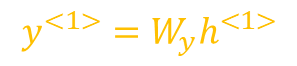 y^{<1>} = W_y h^{<1>}